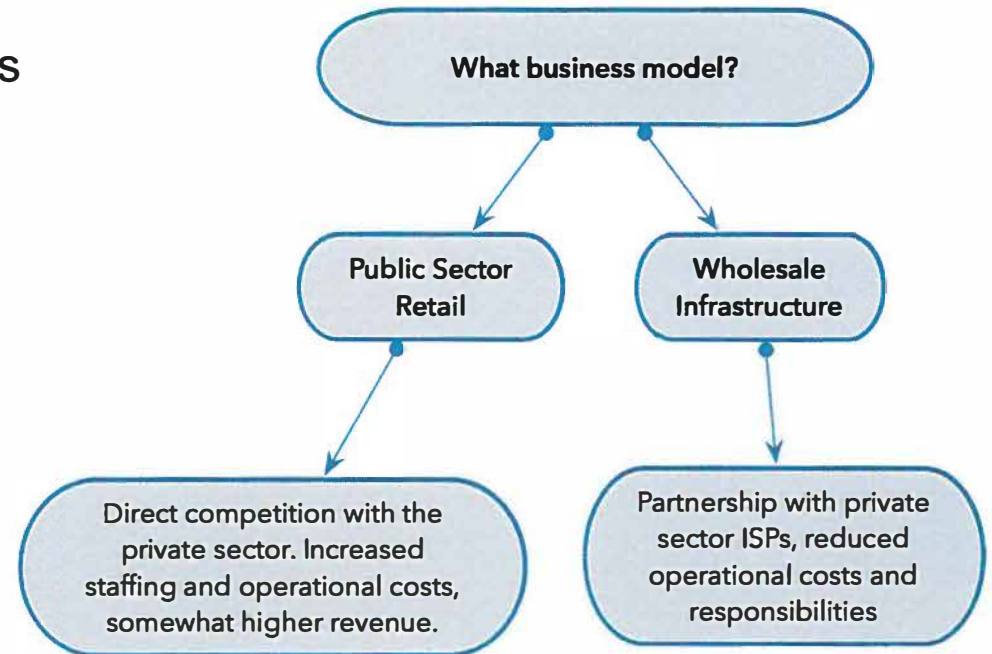 s
What business model?
Public Sector
Retail
Wholesale
Infrastructure
Direct competition with the
private sector. Increased
staffing and operational costs,
somewhat higher revenue.
Partnership with private
sector ISPs, reduced
operational costs and
responsibilities